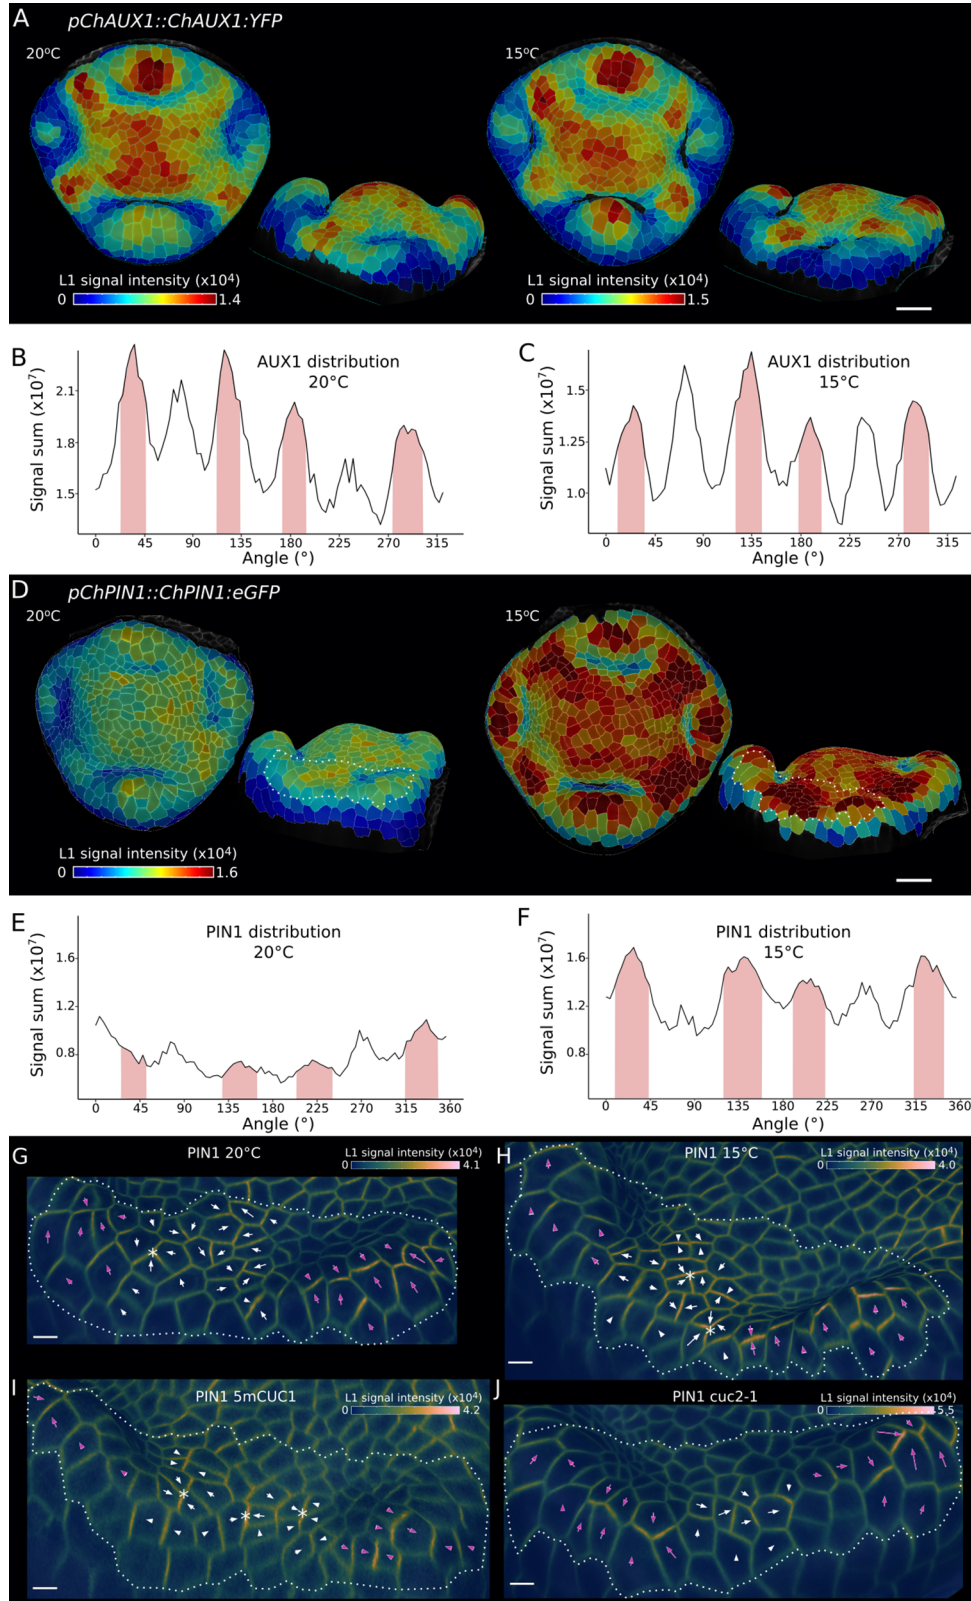 A pChAUX1::ChAUX1:YFP
20°C
15°C
L1 signal intensity (x10⁴)
0 1.4
L1 signal intensity (x10⁴)
0 1.5
B
AUX1 distribution
20°C
Signal sum (x10⁷)
2.1
1.8
1.5
0 45 90 135 180 225 270 315
Angle (°)
C
AUX1 distribution
15°C
Signal sum (x10⁷)
1.5
1.25
1.0
0 45 90 135 180 225 270 315
Angle (°)
D pChPIN1::ChPIN1:eGFP
20°C
15°C
L1 signal intensity (x10⁴)
0 1.6
E
PIN1 distribution
20°C
Signal sum (x10⁷)
1.6
1.2
0.8
0 45 90 135 180 225 270 315 360
Angle (°)
F
PIN1 distribution
15°C
Signal sum (x10⁷)
1.6
1.2
0.8
0 45 90 135 180 225 270 315 360
Angle (°)
G PIN1 20°C
L1 signal intensity (x10⁴)
0 4.1
H PIN1 15°C
L1 signal intensity (x10⁴)
0 4.0
I PIN1 5mCUC1
L1 signal intensity (x10⁴)
0 4.2
J PIN1 cuc2-1
L1 signal intensity (x10⁴)
0 5.5